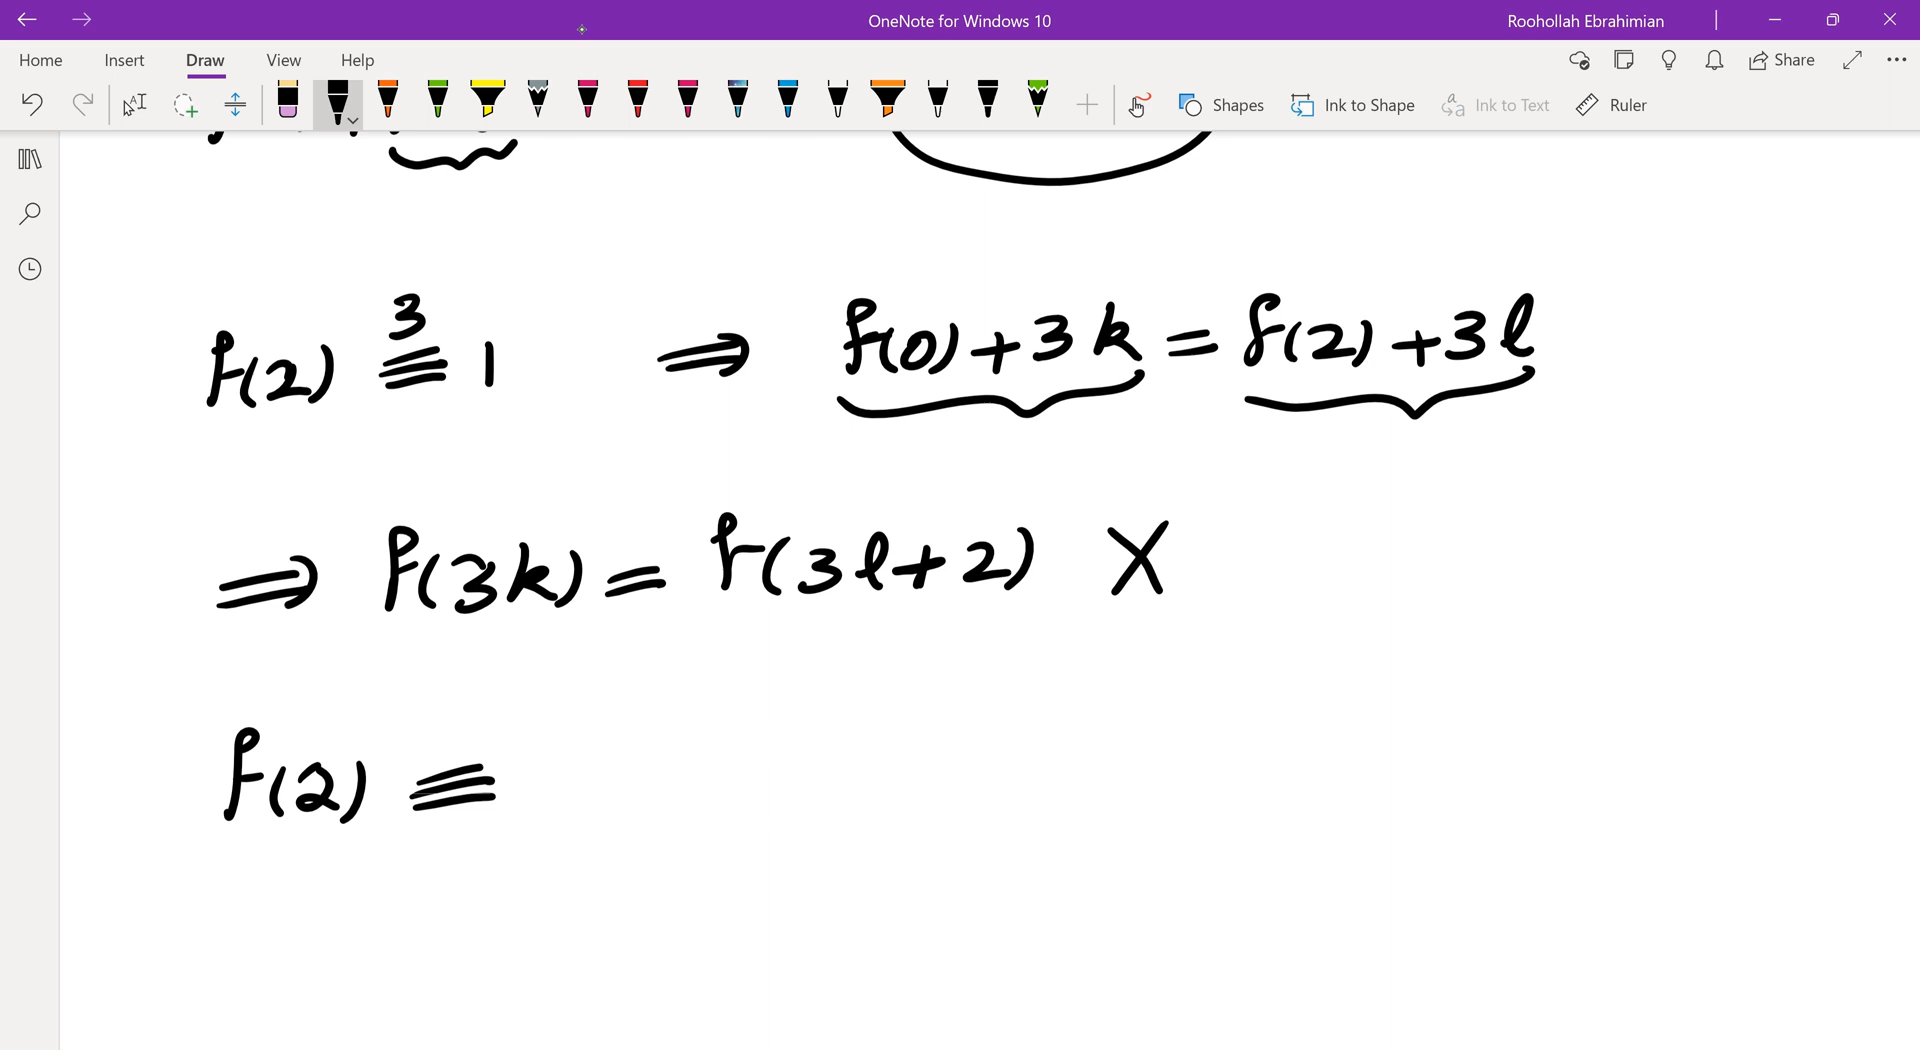 OneNote for Windows 10
Roohollah Ebrahimian
Home Insert Draw View Help
Share
Shapes Ink to Shape Ink to Text Ruler
f(2) ≡³ 1 ⟹ f(0) + 3k = f(2) + 3ℓ
⟹ f(3k) = f(3ℓ+2) X
f(2) ≡